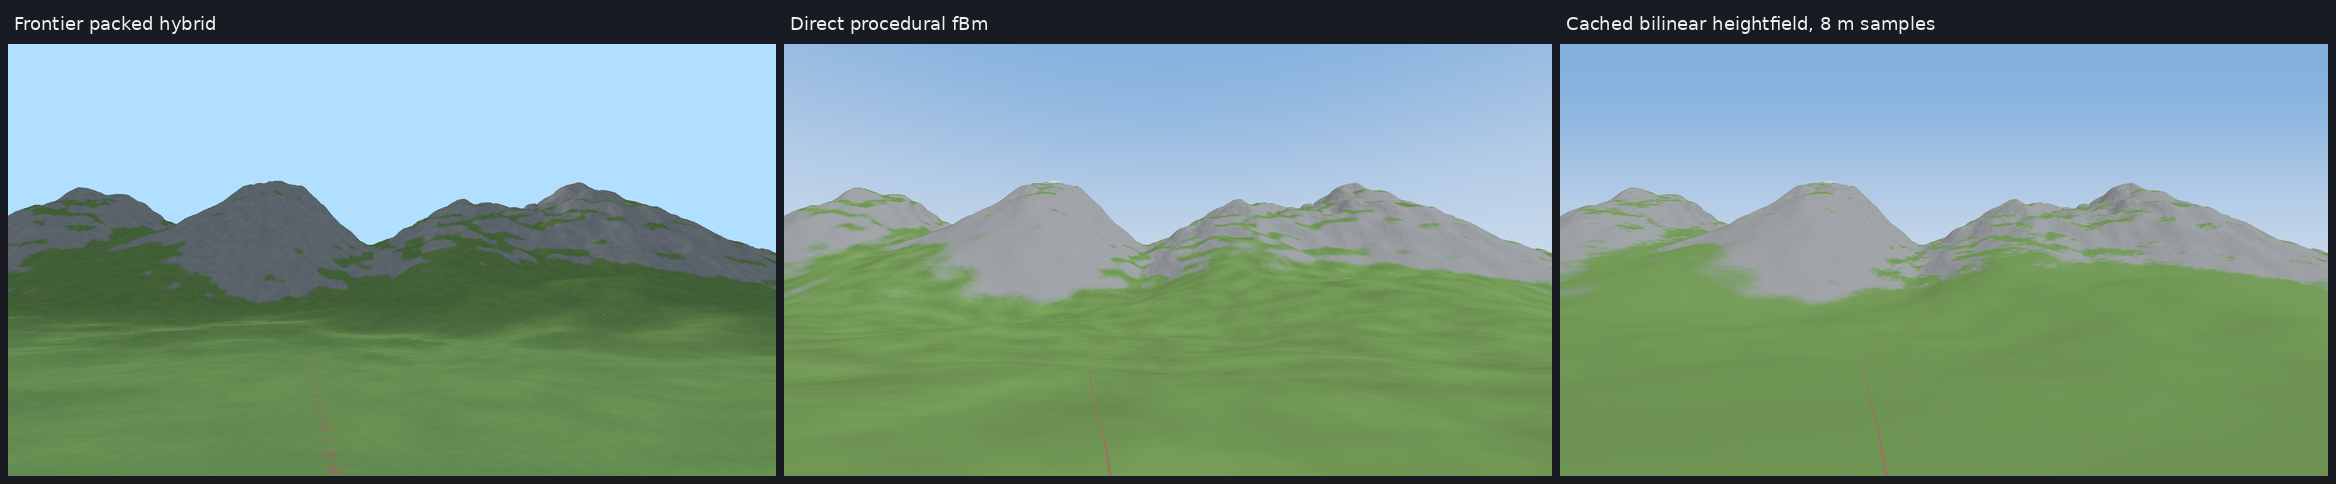 Frontier packed hybrid
Direct procedural fBm
Cached bilinear heightfield, 8 m samples